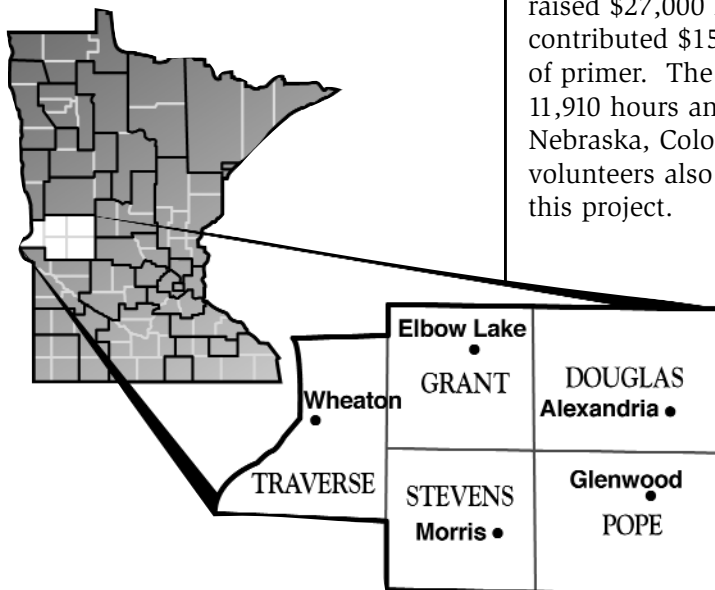 raised $27,000
contributed $15
of primer. The
11,910 hours an
Nebraska, Colo
volunteers also
this project.
Elbow Lake
GRANT
DOUGLAS
Alexandria
Wheaton
TRAVERSE
STEVENS
Morris
Glenwood
POPE